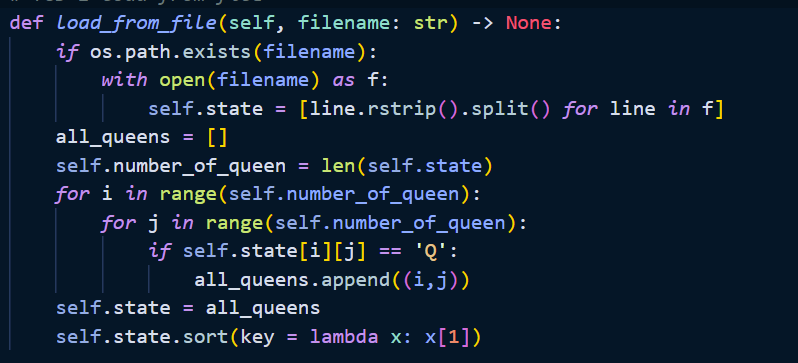 def load_from_file(self, filename: str) -> None:
    if os.path.exists(filename):
        with open(filename) as f:
            self.state = [line.rstrip().split() for line in f]
    all_queens = []
    self.number_of_queen = len(self.state)
    for i in range(self.number_of_queen):
        for j in range(self.number_of_queen):
            if self.state[i][j] == 'Q':
                all_queens.append((i,j))
    self.state = all_queens
    self.state.sort(key = lambda x: x[1])